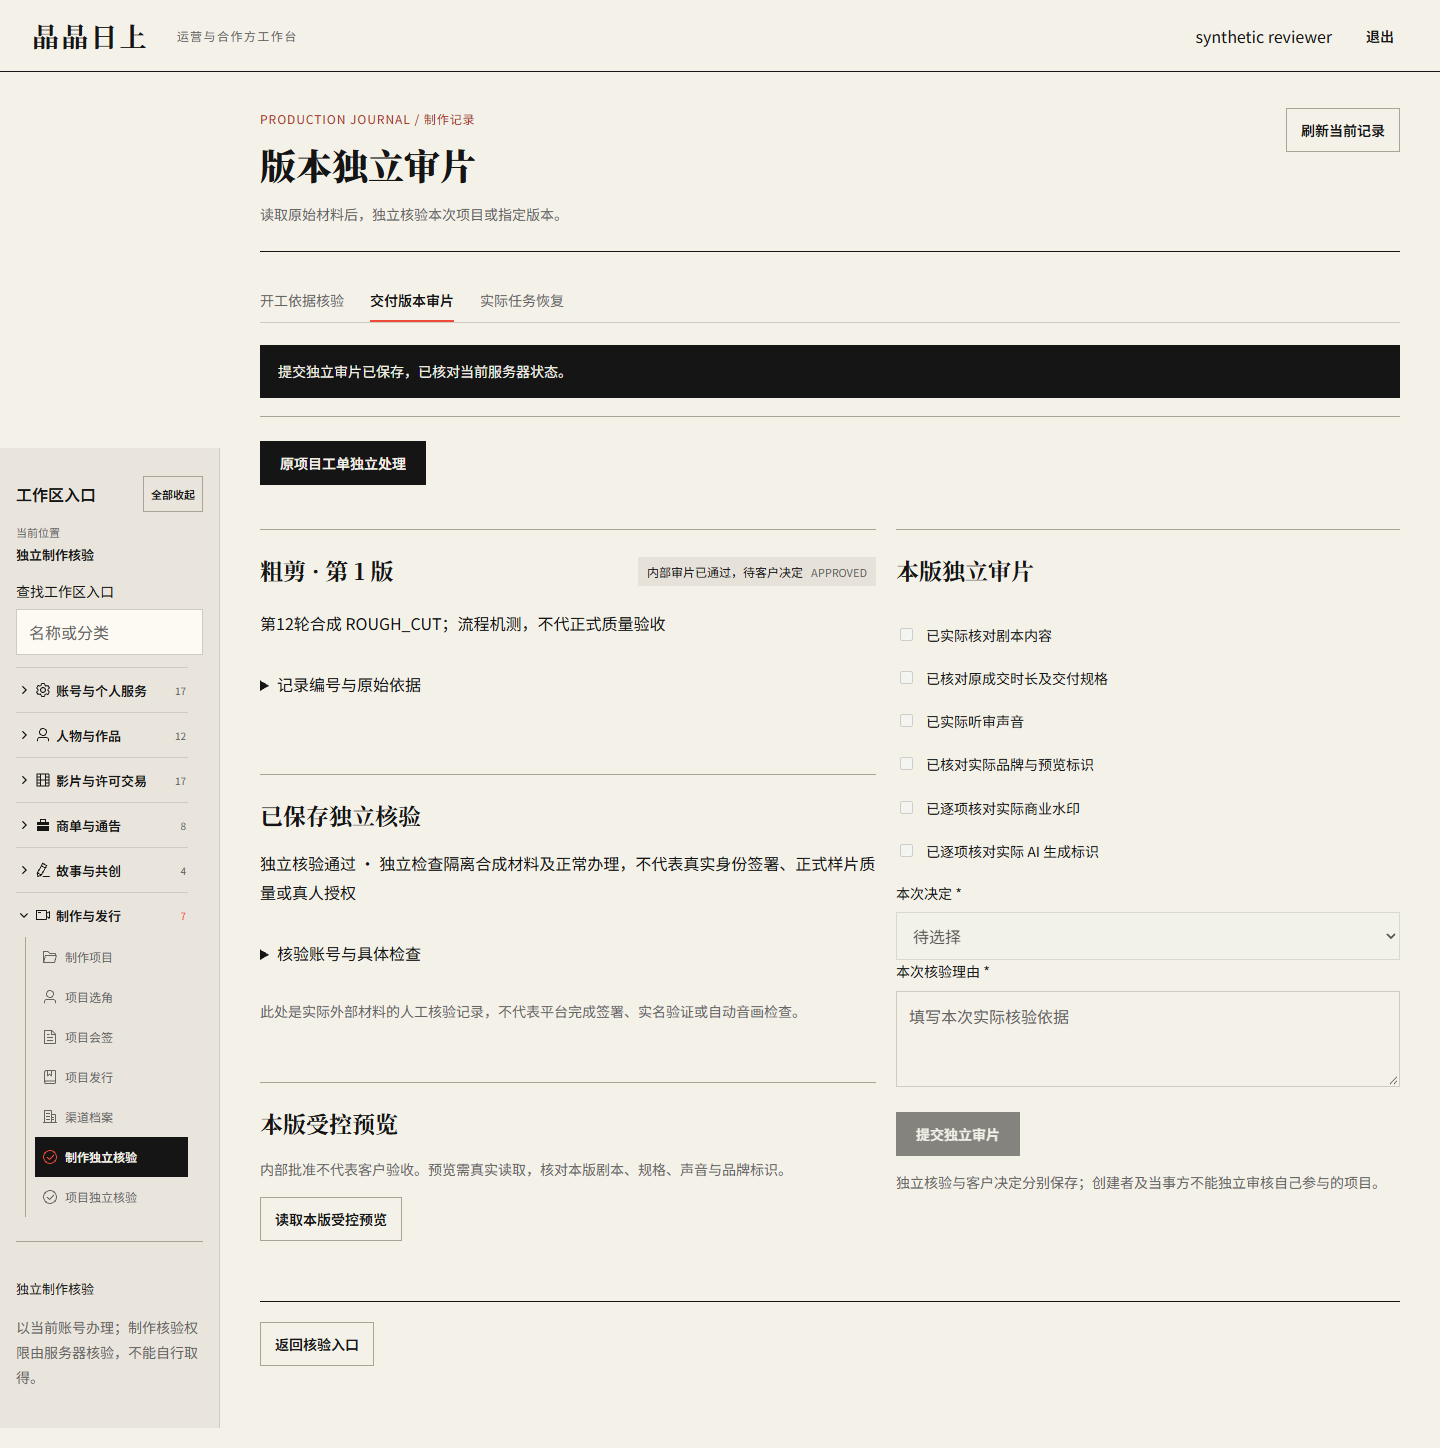 晶晶日上
运营与合作方工作台
synthetic reviewer
退出
PRODUCTION JOURNAL / 制作记录
刷新当前记录
版本独立审片
读取原始材料后，独立核验本次项目或指定版本。
开工依据核验
交付版本审片
实际任务恢复
提交独立审片已保存，已核对当前服务器状态。
原项目工单独立处理
工作区入口
全部收起
当前位置
独立制作核验
查找工作区入口
名称或分类
账号与个人服务 17
人物与作品 12
影片与许可交易 17
商单与通告 8
故事与共创 4
制作与发行 7
制作项目
项目选角
项目会签
项目发行
渠道档案
制作独立核验
项目独立核验
独立制作核验
以当前账号办理；制作核验权
限由服务器核验，不能自行取
得。
粗剪 · 第 1 版
内部审片已通过，待客户决定 APPROVED
第12轮合成 ROUGH_CUT；流程机测，不代正式质量验收
记录编号与原始依据
已保存独立核验
独立核验通过 · 独立检查隔离合成材料及正常办理，不代表真实身份签署、正式样片质
量或真人授权
核验账号与具体检查
此处是实际外部材料的人工核验记录，不代表平台完成签署、实名验证或自动音画检查。
本版受控预览
内部批准不代表客户验收。预览需真实读取，核对本版剧本、规格、声音与品牌标识。
读取本版受控预览
本版独立审片
已实际核对剧本内容
已核对原成交时长及交付规格
已实际听审声音
已核对实际品牌与预览标识
已逐项核对实际商业水印
已逐项核对实际 AI 生成标识
本次决定 *
待选择
本次核验理由 *
填写本次实际核验依据
提交独立审片
独立核验与客户决定分别保存；创建者及当事方不能独立审核自己参与的项目。
返回核验入口